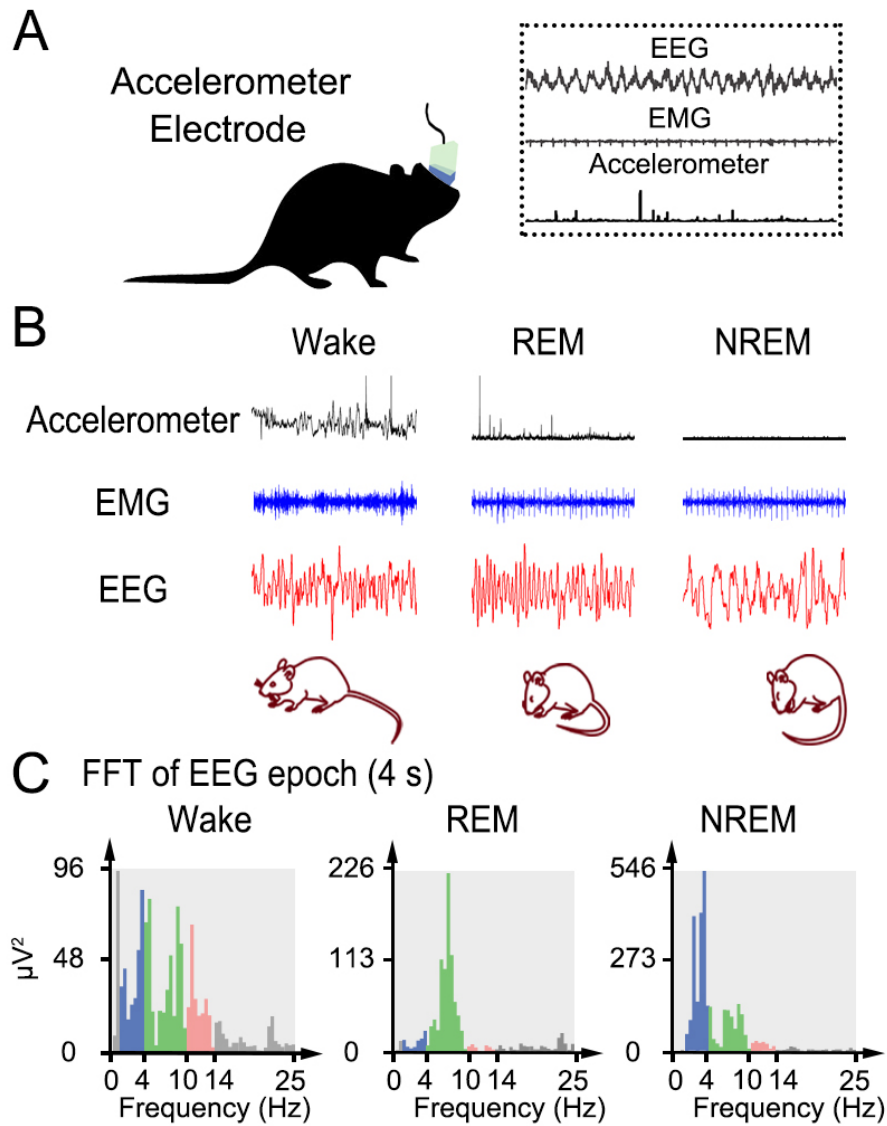 A
Accelerometer
Electrode
EEG
EMG
Accelerometer
B
Wake REM NREM
Accelerometer
EMG
EEG
C FFT of EEG epoch (4 s)
Wake REM NREM
96 226 546
48 113 273
0 0 0
µV²
0 4 10 14 25 0 4 10 14 25 0 4 10 14 25
Frequency (Hz) Frequency (Hz) Frequency (Hz)